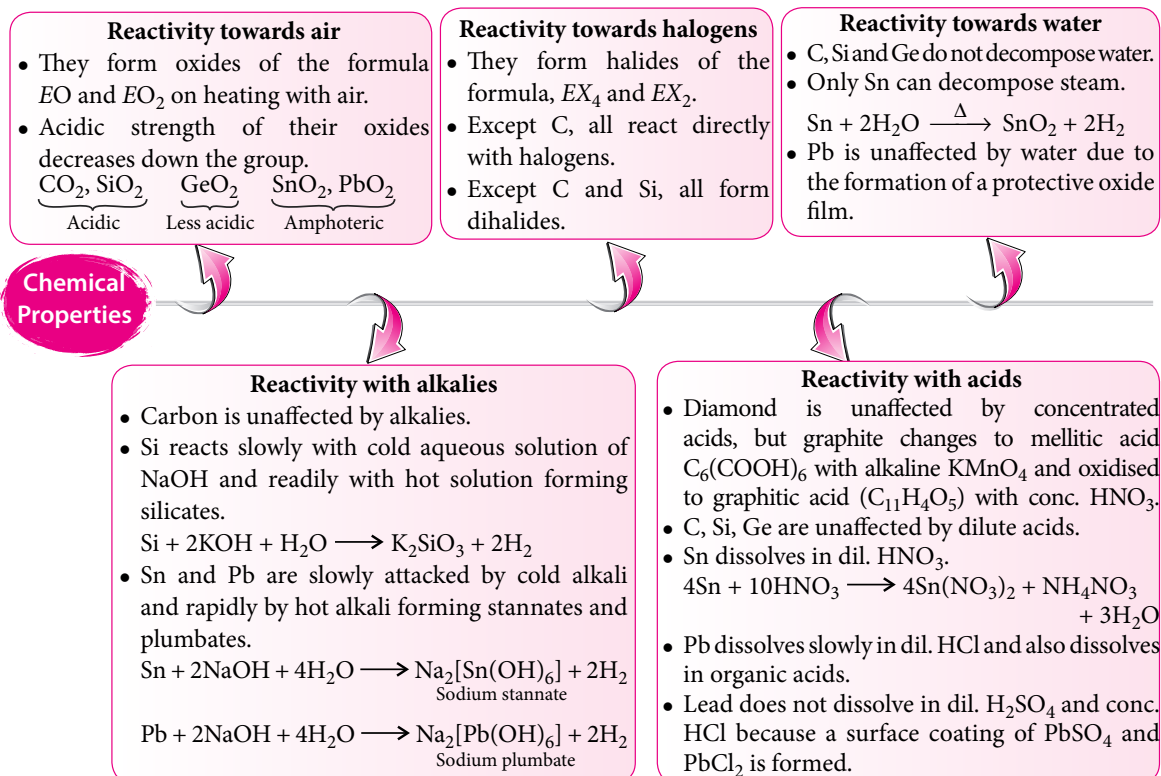 Reactivity towards air
• They form oxides of the formula
EO and EO₂ on heating with air.
• Acidic strength of their oxides
decreases down the group.
CO₂, SiO₂ GeO₂ SnO₂, PbO₂
Acidic Less acidic Amphoteric
Reactivity towards halogens
• They form halides of the
formula, EX₄ and EX₂.
• Except C, all react directly
with halogens.
• Except C and Si, all form
dihalides.
Reactivity towards water
• C, Si and Ge do not decompose water.
• Only Sn can decompose steam.
Sn + 2H₂O —Δ→ SnO₂ + 2H₂
• Pb is unaffected by water due to
the formation of a protective oxide
film.
Chemical
Properties
Reactivity with alkalies
• Carbon is unaffected by alkalies.
• Si reacts slowly with cold aqueous solution of
NaOH and readily with hot solution forming
silicates.
Si + 2KOH + H₂O ⟶ K₂SiO₃ + 2H₂
• Sn and Pb are slowly attacked by cold alkali
and rapidly by hot alkali forming stannates and
plumbates.
Sn + 2NaOH + 4H₂O ⟶ Na₂[Sn(OH)₆] + 2H₂
Sodium stannate
Pb + 2NaOH + 4H₂O ⟶ Na₂[Pb(OH)₆] + 2H₂
Sodium plumbate
Reactivity with acids
• Diamond is unaffected by concentrated
acids, but graphite changes to mellitic acid
C₆(COOH)₆ with alkaline KMnO₄ and oxidised
to graphitic acid (C₁₁H₄O₅) with conc. HNO₃.
• C, Si, Ge are unaffected by dilute acids.
• Sn dissolves in dil. HNO₃.
4Sn + 10HNO₃ ⟶ 4Sn(NO₃)₂ + NH₄NO₃
+ 3H₂O
• Pb dissolves slowly in dil. HCl and also dissolves
in organic acids.
• Lead does not dissolve in dil. H₂SO₄ and conc.
HCl because a surface coating of PbSO₄ and
PbCl₂ is formed.